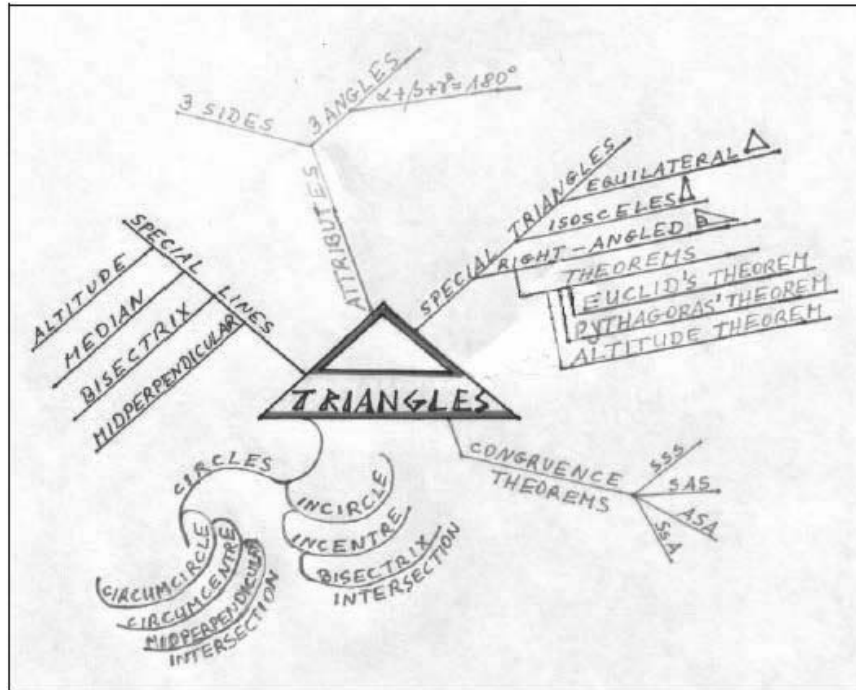 3 SIDES
3 ANGLES
α+β+γ=180°
ATTRIBUTES
SPECIAL TRIANGLES
EQUILATERAL
ISOSCELES
RIGHT-ANGLED
THEOREMS
EUCLID'S THEOREM
PYTHAGORAS' THEOREM
ALTITUDE THEOREM
SPECIAL LINES
ALTITUDE
MEDIAN
BISECTRIX
MIDPERPENDICULAR
TRIANGLES
CONGRUENCE
THEOREMS
SSS
SAS
ASA
SsA
CIRCLES
INCIRCLE
INCENTRE
BISECTRIX
INTERSECTION
CIRCUMCIRCLE
CIRCUMCENTRE
MIDPERPENDICULAR
INTERSECTION